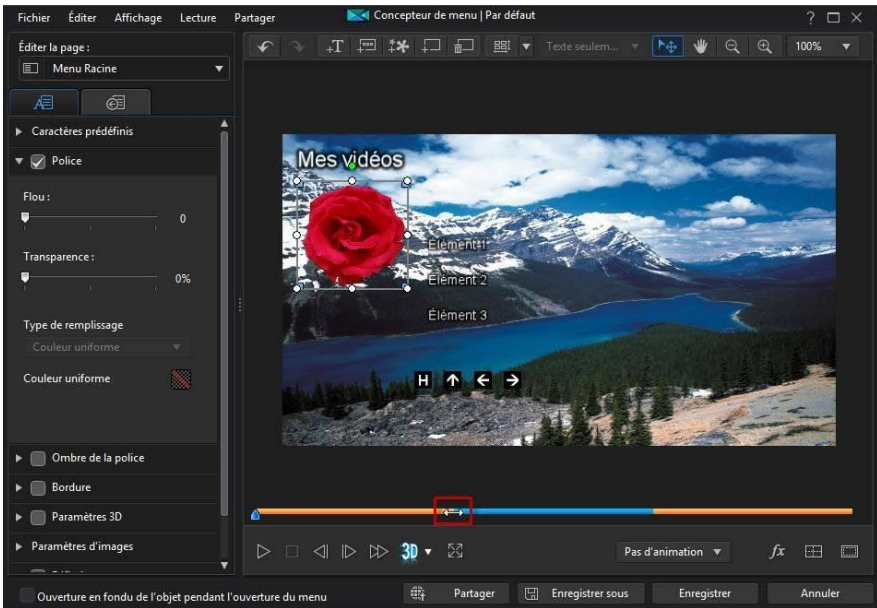 Fichier Éditer Affichage Lecture Partager Concepteur de menu | Par défaut ?
Éditer la page :
Menu Racine
T Texte seulem... 100%
Caractères prédéfinis
Police
Flou :
0
Transparence :
0%
Type de remplissage
Couleur uniforme
Couleur uniforme
Ombre de la police
Bordure
Paramètres 3D
Paramètres d'images
Mes vidéos
Élément 1
Élément 2
Élément 3
H
3D Pas d'animation fx
Ouverture en fondu de l'objet pendant l'ouverture du menu
Partager Enregistrer sous Enregistrer Annuler